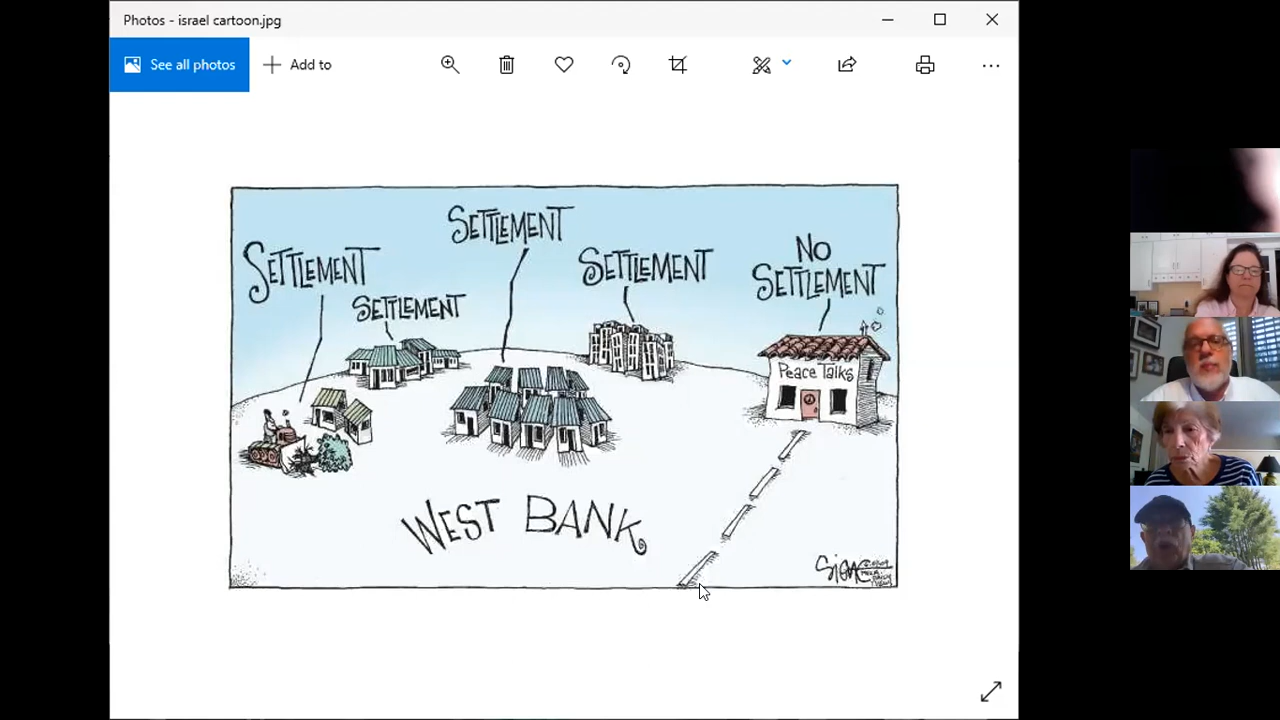 Photos - israel cartoon.jpg
See all photos
Add to
SETTLEMENT
SETTLEMENT
SETTLEMENT
SETTLEMENT
NO
SETTLEMENT
Peace Talks
WEST BANK
Signe